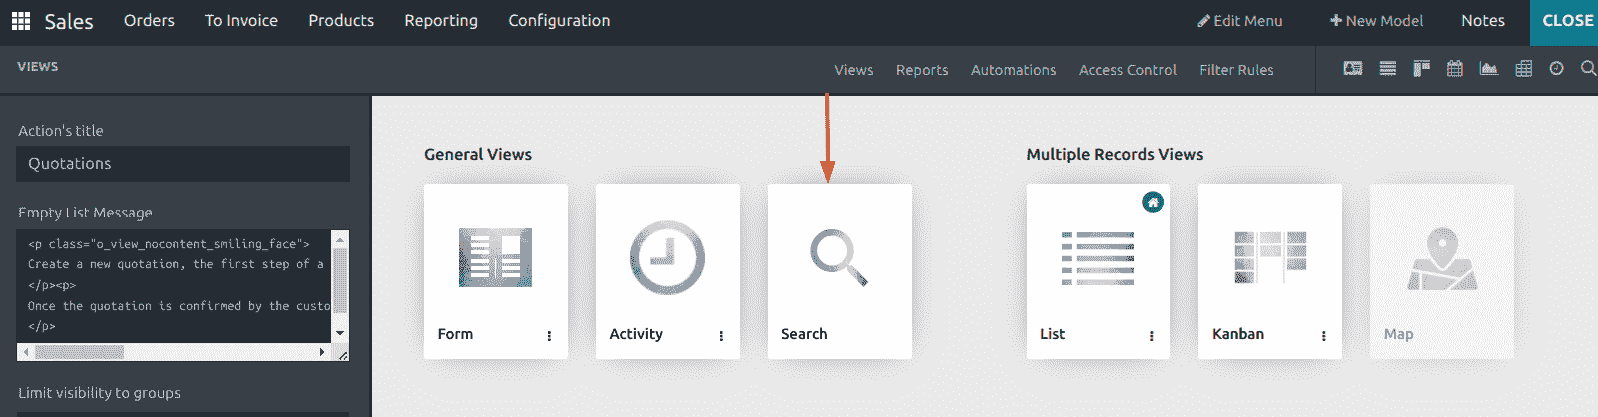 Sales Orders To Invoice Products Reporting Configuration Edit Menu New Model Notes CLOSE
VIEWS Views Reports Automations Access Control Filter Rules
Action's title
Quotations
Empty List Message
<p class="o_view_nocontent_smiling_face">
Create a new quotation, the first step of a
</p><p>
Once the quotation is confirmed by the custo
</p>
Limit visibility to groups
General Views
Form Activity Search
Multiple Records Views
List Kanban Map